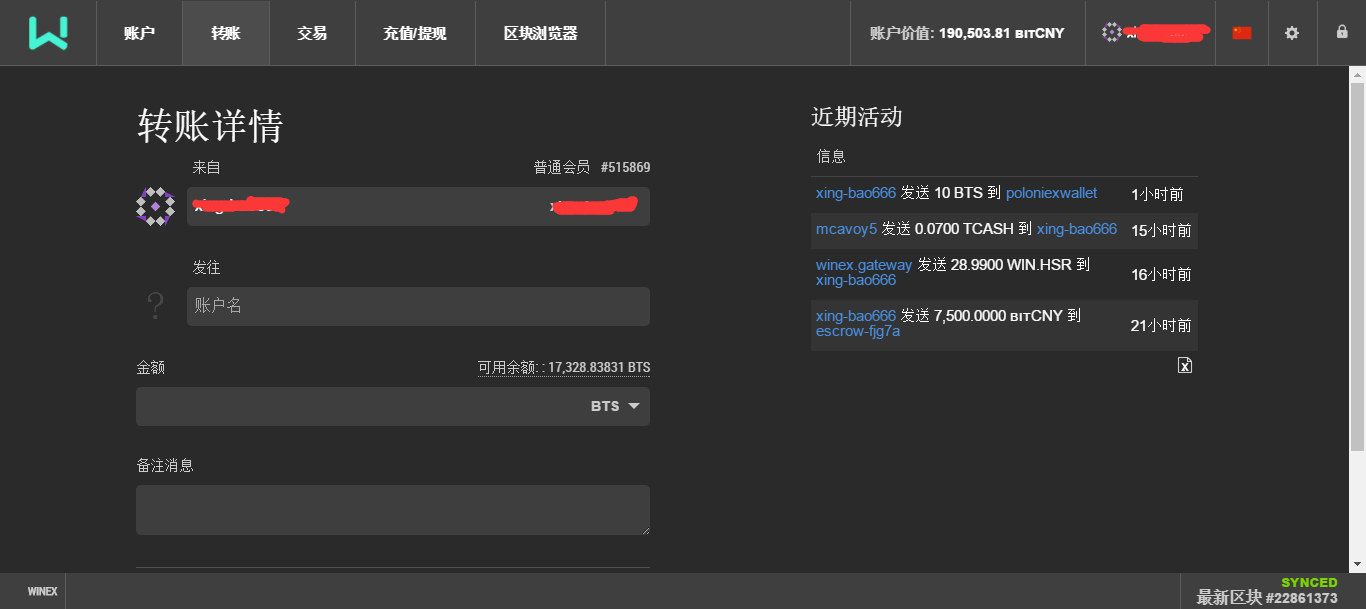 账户 转账 交易 充值/提现 区块浏览器 账户价值: 190,503.81 BITCNY
转账详情
来自 普通会员 #515869
发往
?
账户名
金额 可用余额: : 17,328.83831 BTS
BTS
备注消息
近期活动
信息
xing-bao666 发送 10 BTS 到 poloniexwallet 1小时前
mcavoy5 发送 0.0700 TCASH 到 xing-bao666 15小时前
winex.gateway 发送 28.9900 WIN.HSR 到
xing-bao666 16小时前
xing-bao666 发送 7,500.0000 BITCNY 到
escrow-fjg7a 21小时前
WINEX
SYNCED
最新区块 #22861373